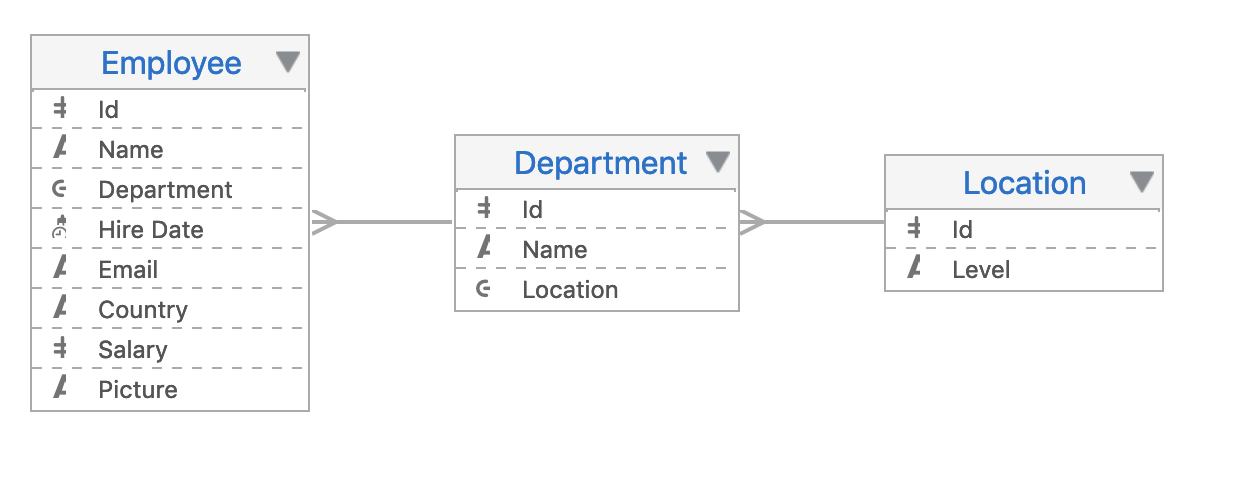 Employee
Id
Name
Department
Hire Date
Email
Country
Salary
Picture
Department
Id
Name
Location
Location
Id
Level